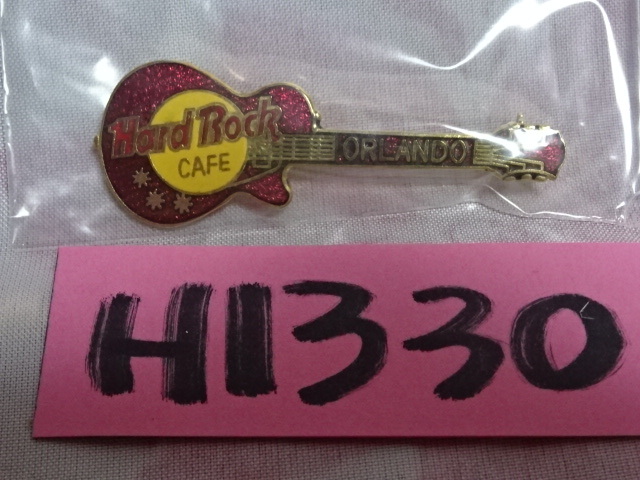 Hard Rock
CAFE
ORLANDO
H1330